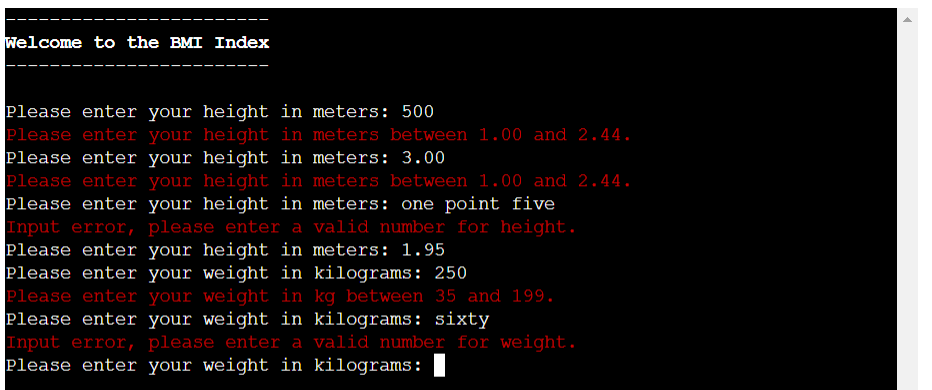 ------------------------
Welcome to the BMI Index
------------------------
Please enter your height in meters: 500
Please enter your height in meters between 1.00 and 2.44.
Please enter your height in meters: 3.00
Please enter your height in meters between 1.00 and 2.44.
Please enter your height in meters: one point five
Input error, please enter a valid number for height.
Please enter your height in meters: 1.95
Please enter your weight in kilograms: 250
Please enter your weight in kg between 35 and 199.
Please enter your weight in kilograms: sixty
Input error, please enter a valid number for weight.
Please enter your weight in kilograms: